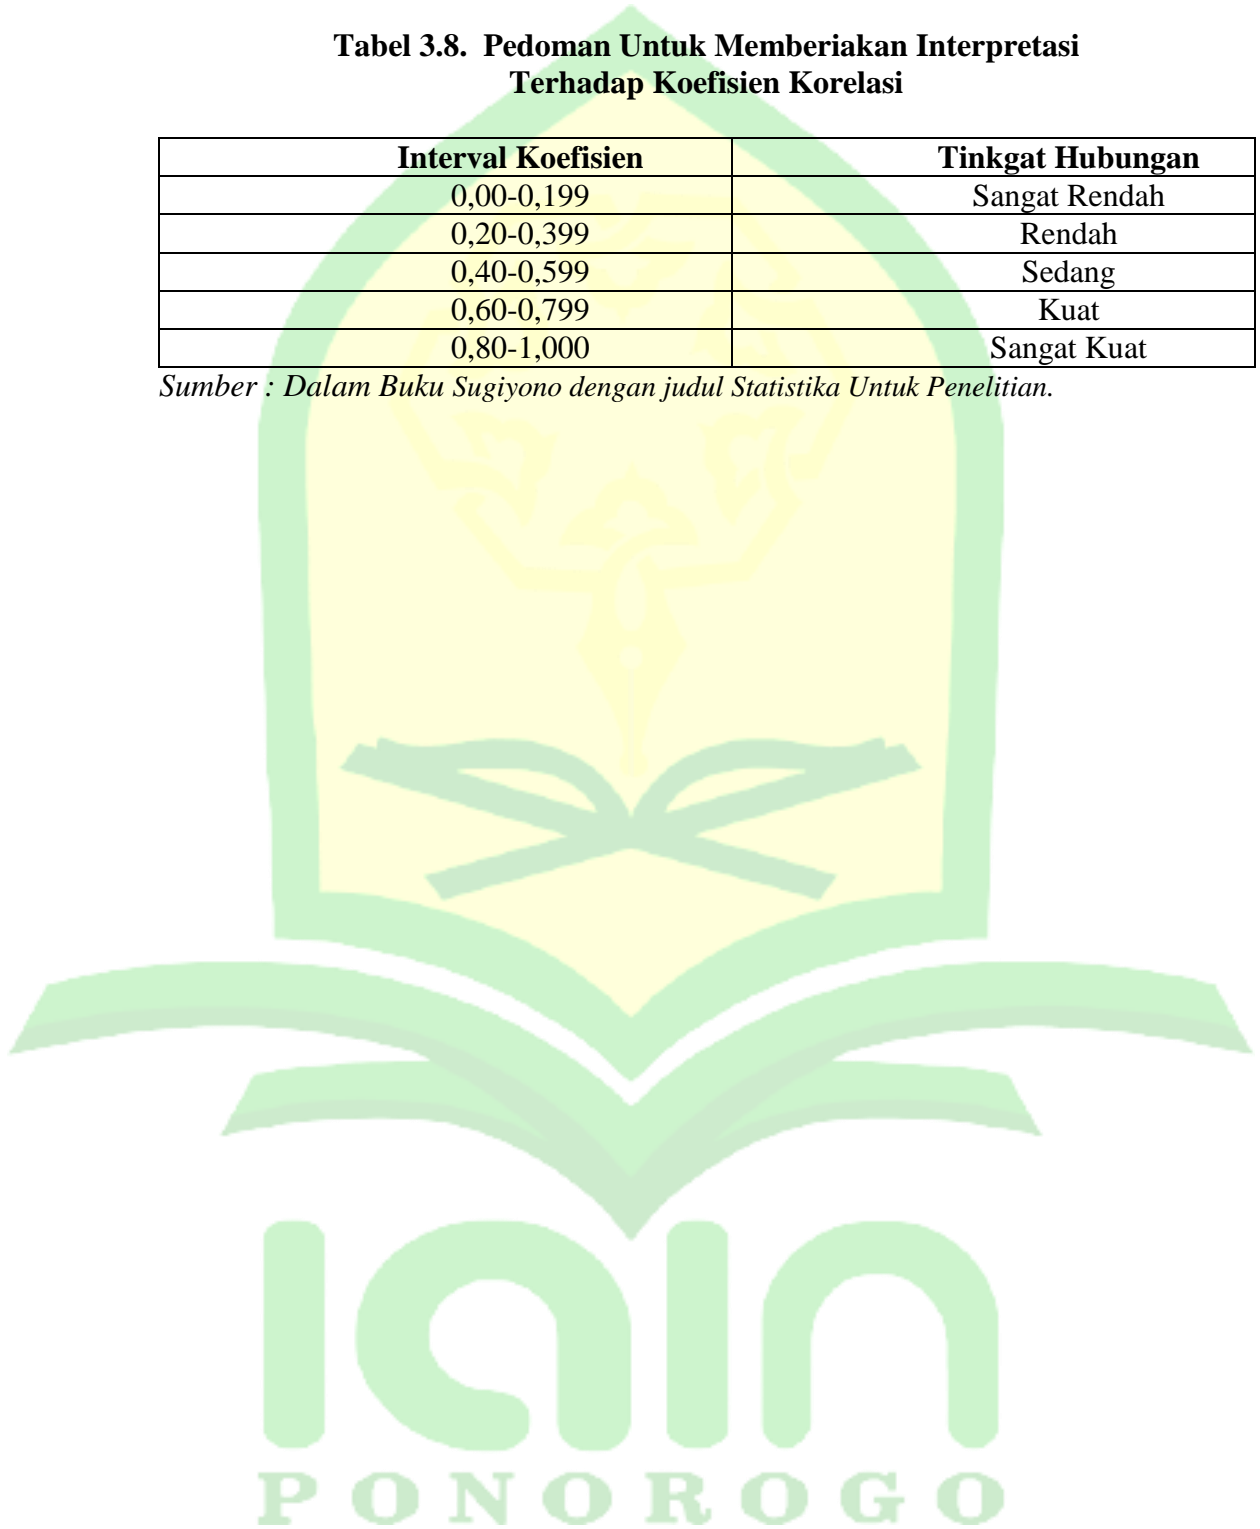 Tabel 3.8. Pedoman Untuk Memberiakan Interpretasi
Terhadap Koefisien Korelasi
Interval Koefisien Tinkgat Hubungan
0,00-0,199 Sangat Rendah
0,20-0,399 Rendah
0,40-0,599 Sedang
0,60-0,799 Kuat
0,80-1,000 Sangat Kuat
Sumber : Dalam Buku Sugiyono dengan judul Statistika Untuk Penelitian.
iain
PONOROGO